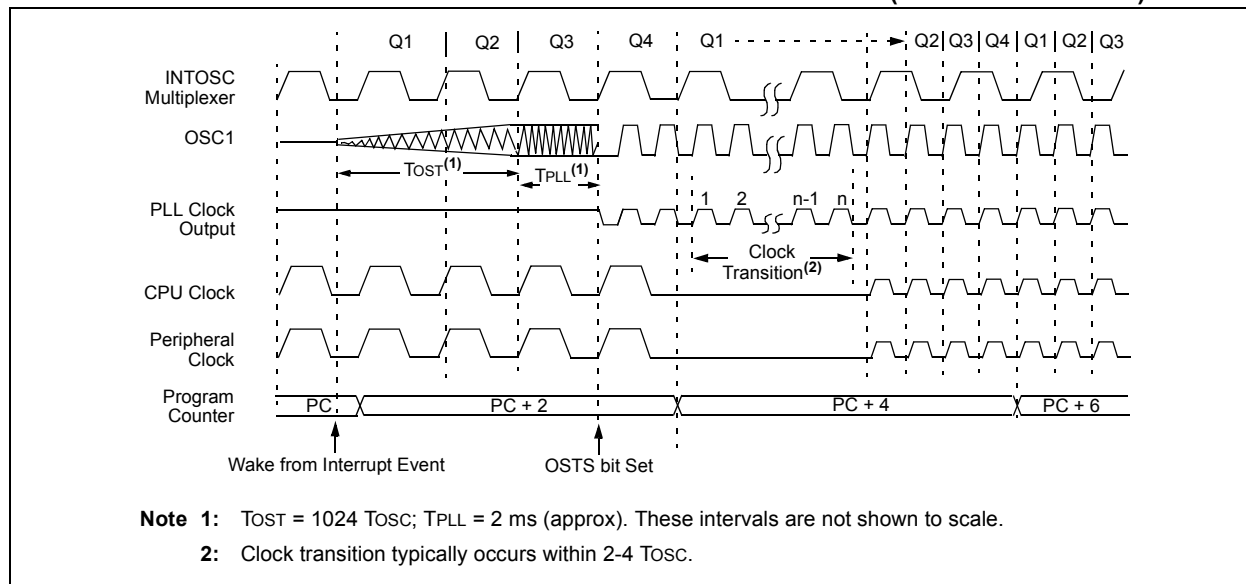 Q1 Q2 Q3 Q4 Q1 Q2 Q3 Q4 Q1 Q2 Q3
INTOSC
Multiplexer
OSC1
TOST(1)
TPLL(1)
1 2 n-1 n
PLL Clock
Output
Clock
Transition(2)
CPU Clock
Peripheral
Clock
Program
Counter
PC PC + 2 PC + 4 PC + 6
Wake from Interrupt Event OSTS bit Set
Note 1: TOST = 1024 TOSC; TPLL = 2 ms (approx). These intervals are not shown to scale.
2: Clock transition typically occurs within 2-4 TOSC.